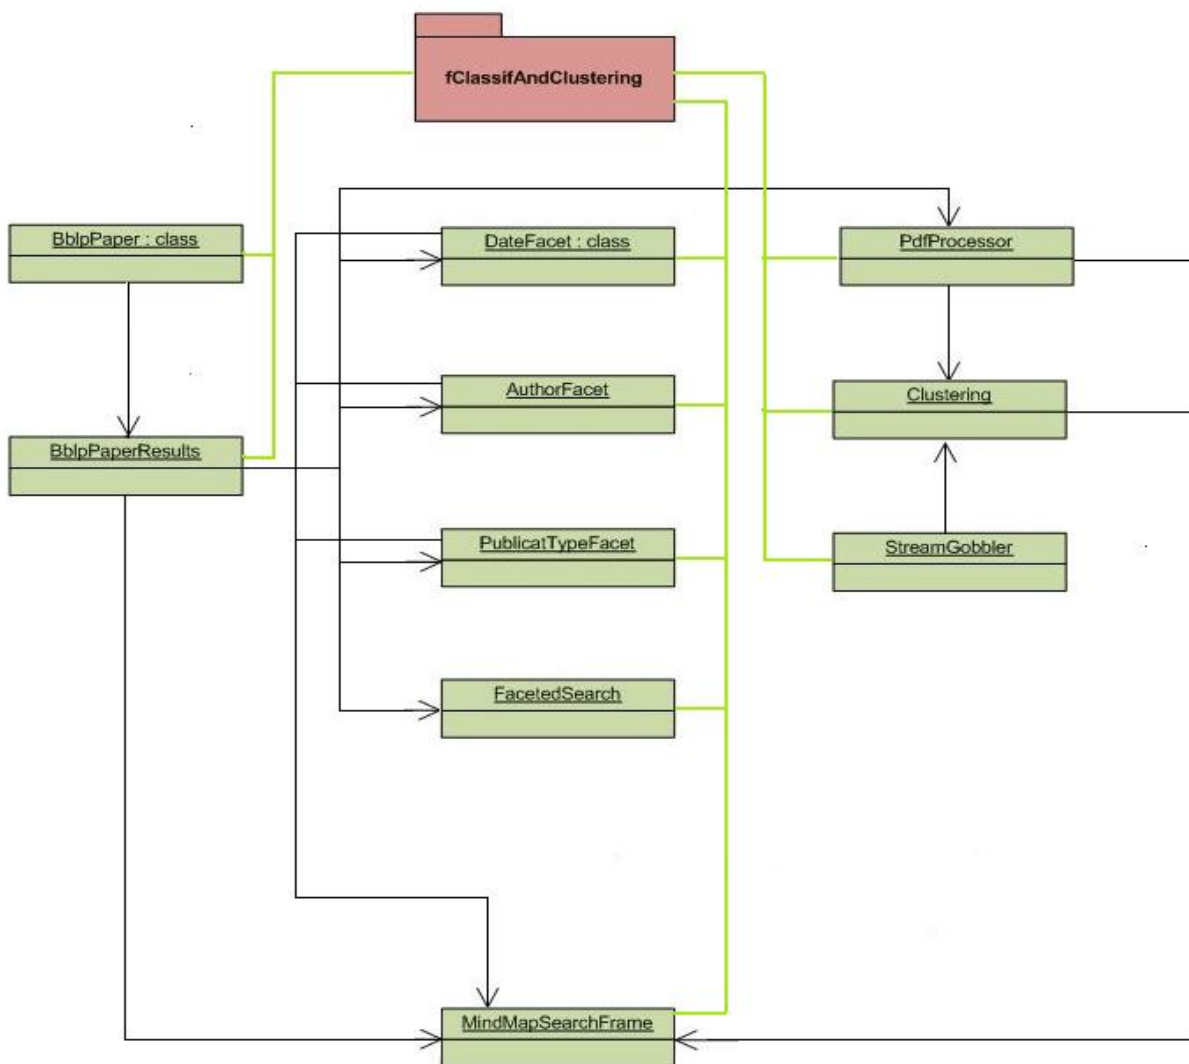 fClassifAndClustering
BblpPaper : class
DateFacet : class
PdfProcessor
AuthorFacet
Clustering
BblpPaperResults
PublicatTypeFacet
StreamGobbler
FacetedSearch
MindMapSearchFrame